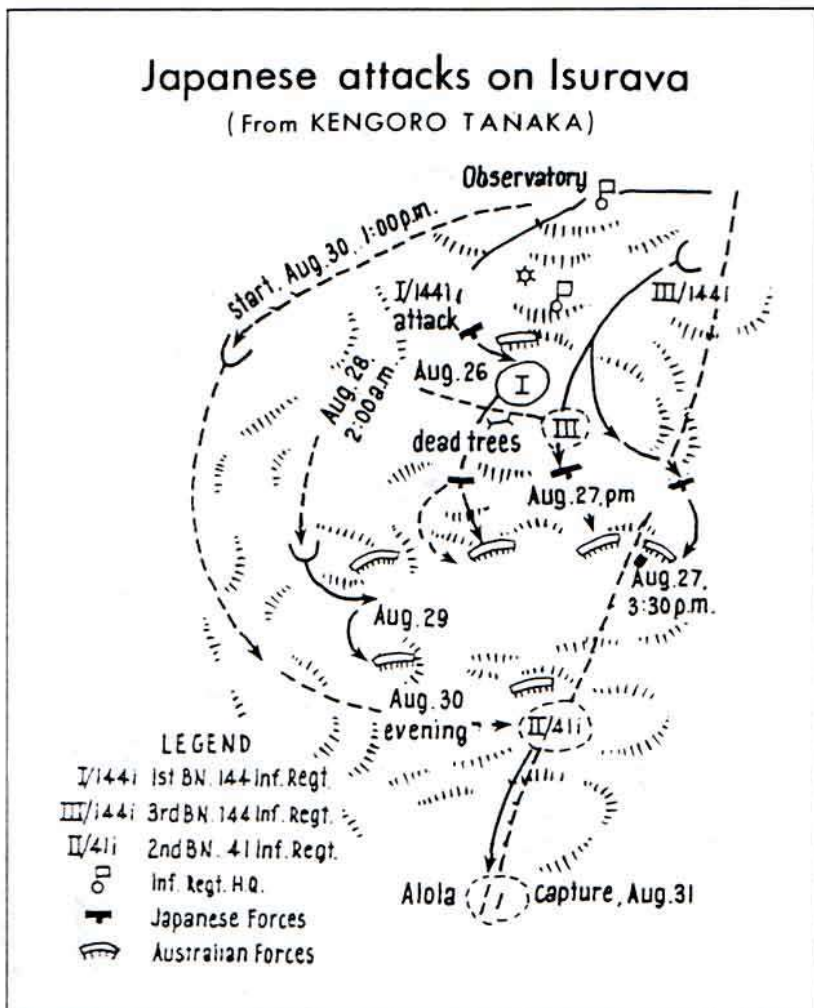 Japanese attacks on Isurava
(From KENGORO TANAKA)
Observatory
start, Aug.30, 1:00p.m.
I/144i
attack
III/144i
Aug.28
2:00a.m.
Aug.26
I
III
dead trees
Aug.27,pm
Aug.27,
3:30p.m.
Aug.29
Aug.30
evening
II/41i
LEGEND
I/144i 1st BN. 144 Inf. Regt.
III/144i 3rd BN. 144 Inf. Regt.
II/41i 2nd BN. 41 Inf. Regt.
Inf. Regt. H.Q.
Japanese Forces
Australian Forces
Alola
Capture, Aug.31